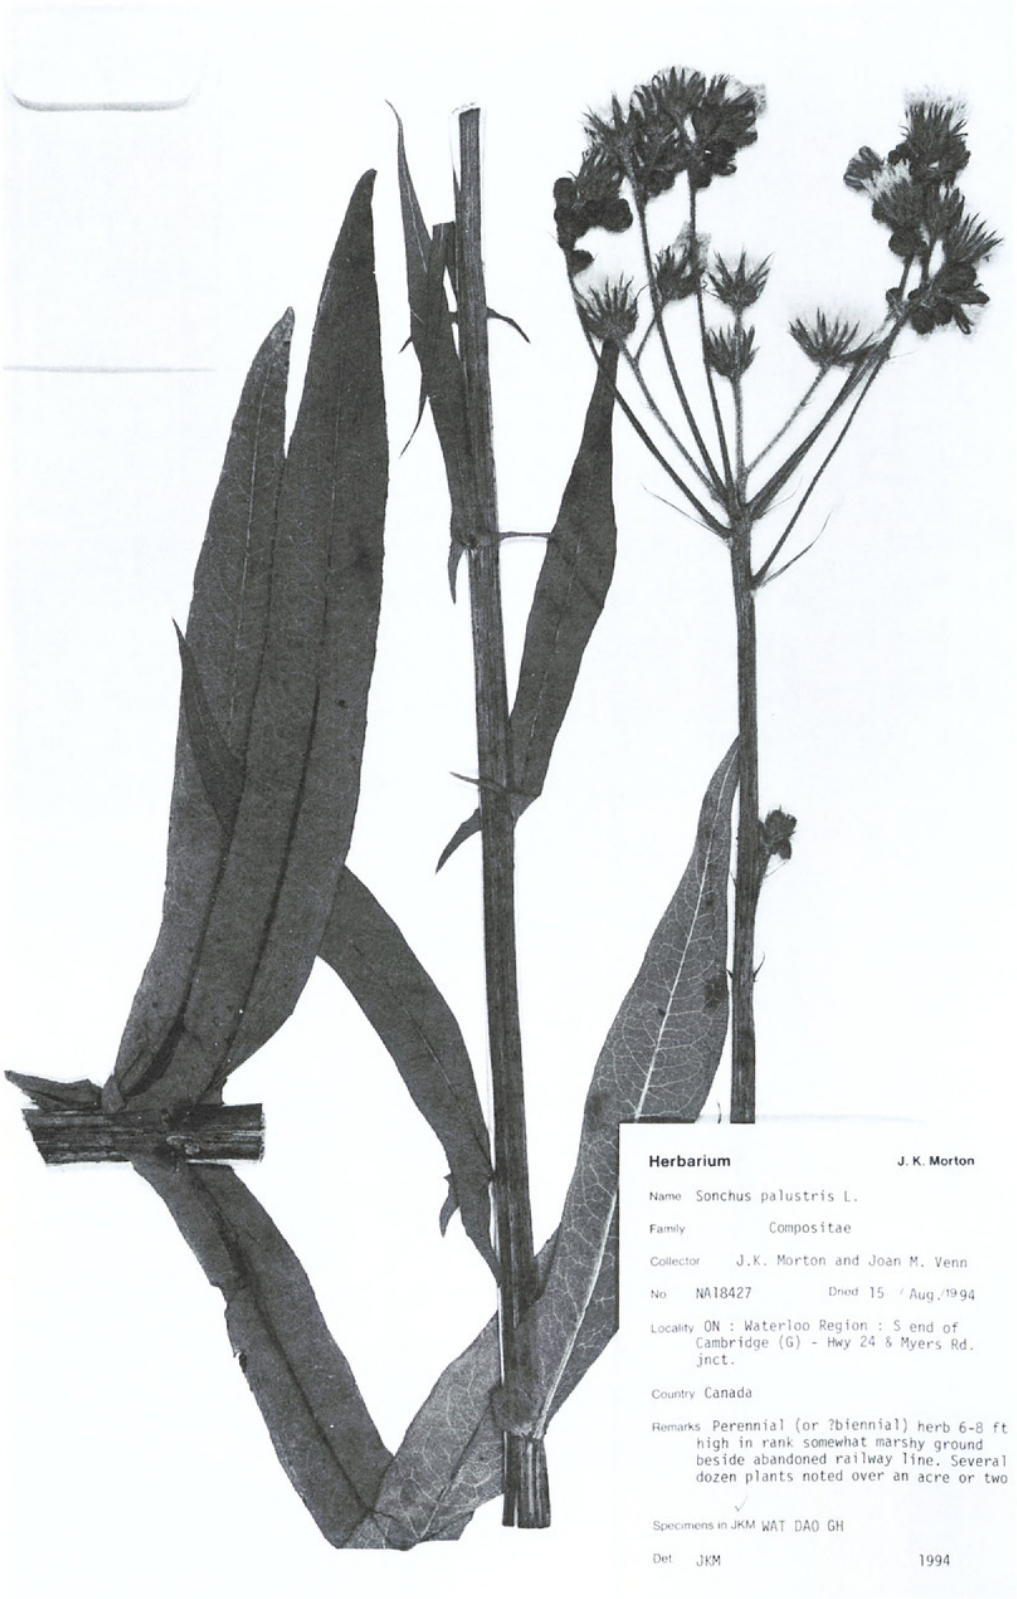 Herbarium J. K. Morton
Name Sonchus palustris L.
Family Compositae
Collector J.K. Morton and Joan M. Venn
No NA18427 Dried 15 / Aug./1994
Locality ON : Waterloo Region : S end of
Cambridge (G) - Hwy 24 & Myers Rd.
jnct.
Country Canada
Remarks Perennial (or ?biennial) herb 6-8 ft
high in rank somewhat marshy ground
beside abandoned railway line. Several
dozen plants noted over an acre or two
Specimens in JKM WAT DAO GH
Det JKM 1994